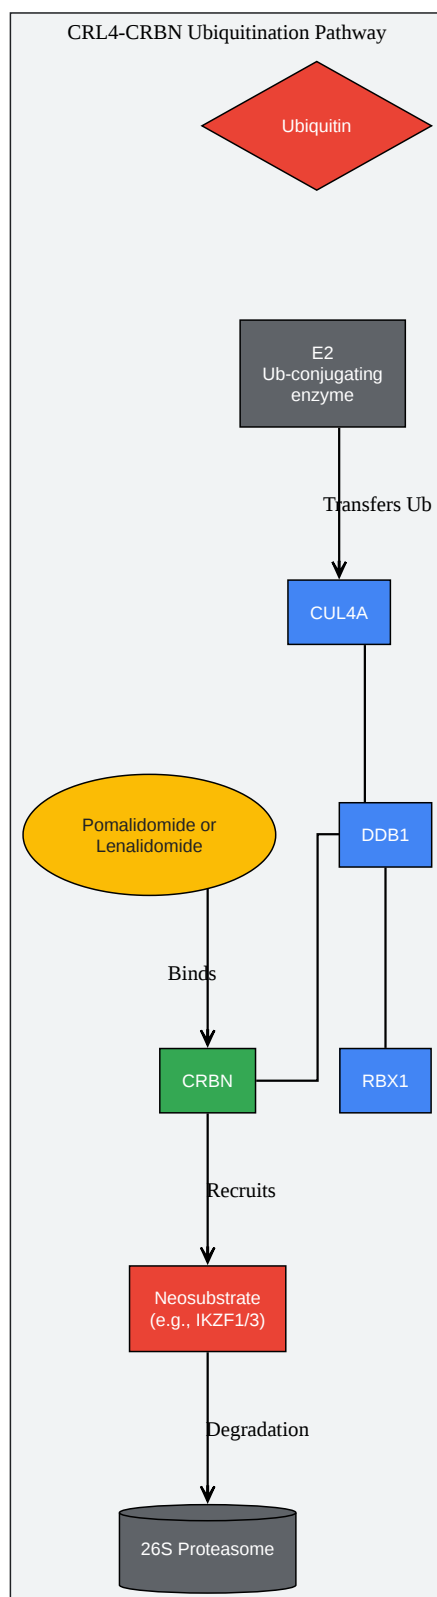 CRL4-CRBN Ubiquitination Pathway
Ubiquitin
E2
Ub-conjugating
enzyme
Transfers Ub
CUL4A
Pomalidomide or
Lenalidomide
DDB1
Binds
CRBN
RBX1
Recruits
Neosubstrate
(e.g., IKZF1/3)
Degradation
26S Proteasome